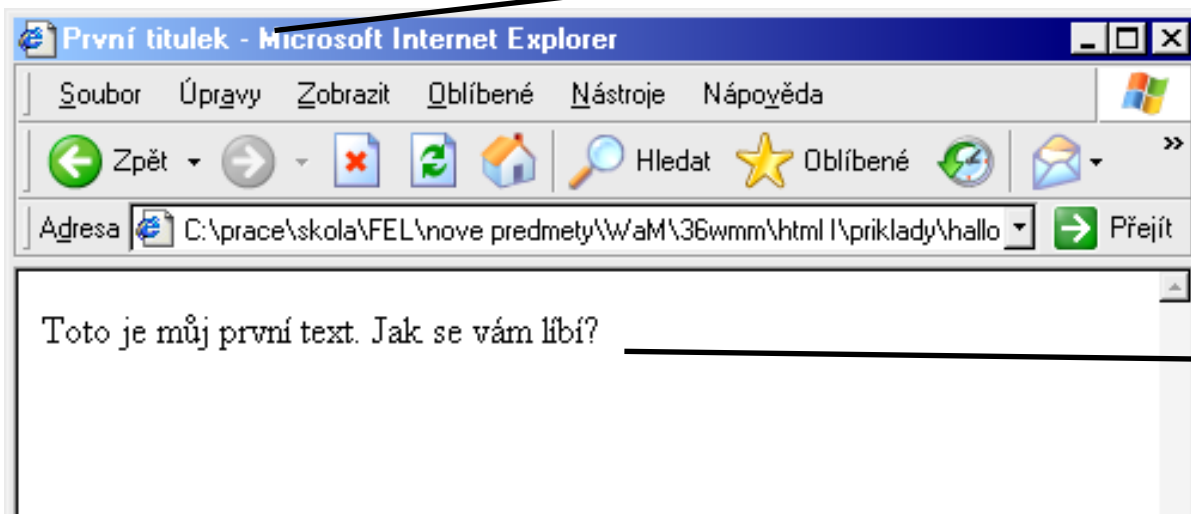 První titulek - Microsoft Internet Explorer
Soubor Úpravy Zobrazit Oblíbené Nástroje Nápověda
Zpět Hledat Oblíbené »
Adresa C:\prace\skola\FEL\nove predmety\WaM\36wmm\html I\priklady\hallo Přejít
Toto je můj první text. Jak se vám líbí?